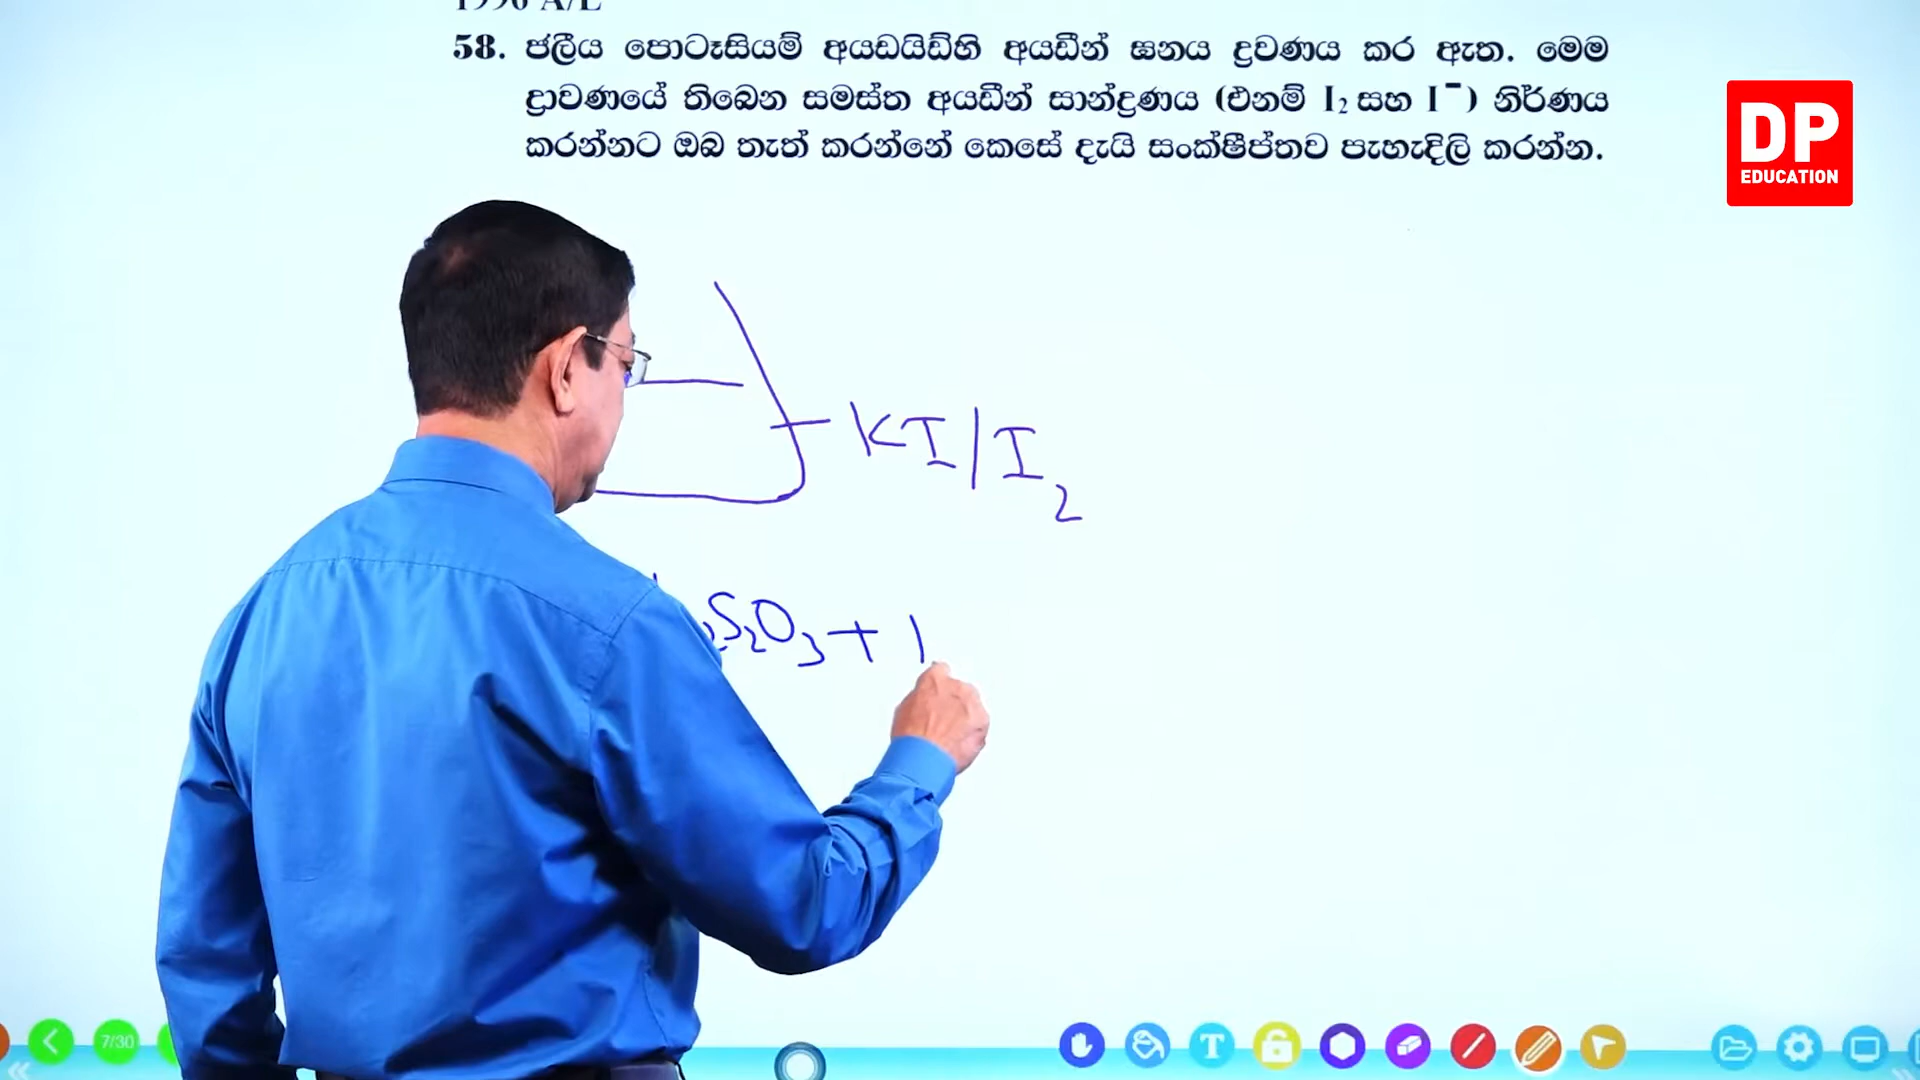 58. ජලීය පොටෑසියම් අයඩයිඩ්හි අයඩීන් ඝනය ද්‍රවණය කර ඇත. මෙම
ද්‍රාවණයේ තිබෙන සමස්ත අයඩීන් සාන්ද්‍රණය (එනම් I₂ සහ I⁻) නිර්ණය
කරන්නට ඔබ තැත් කරන්නේ කෙසේ දැයි සංක්ෂීප්තව පැහැදිලි කරන්න.
DP
EDUCATION
KI/I₂
₂S₂O₃ +
7/30
T